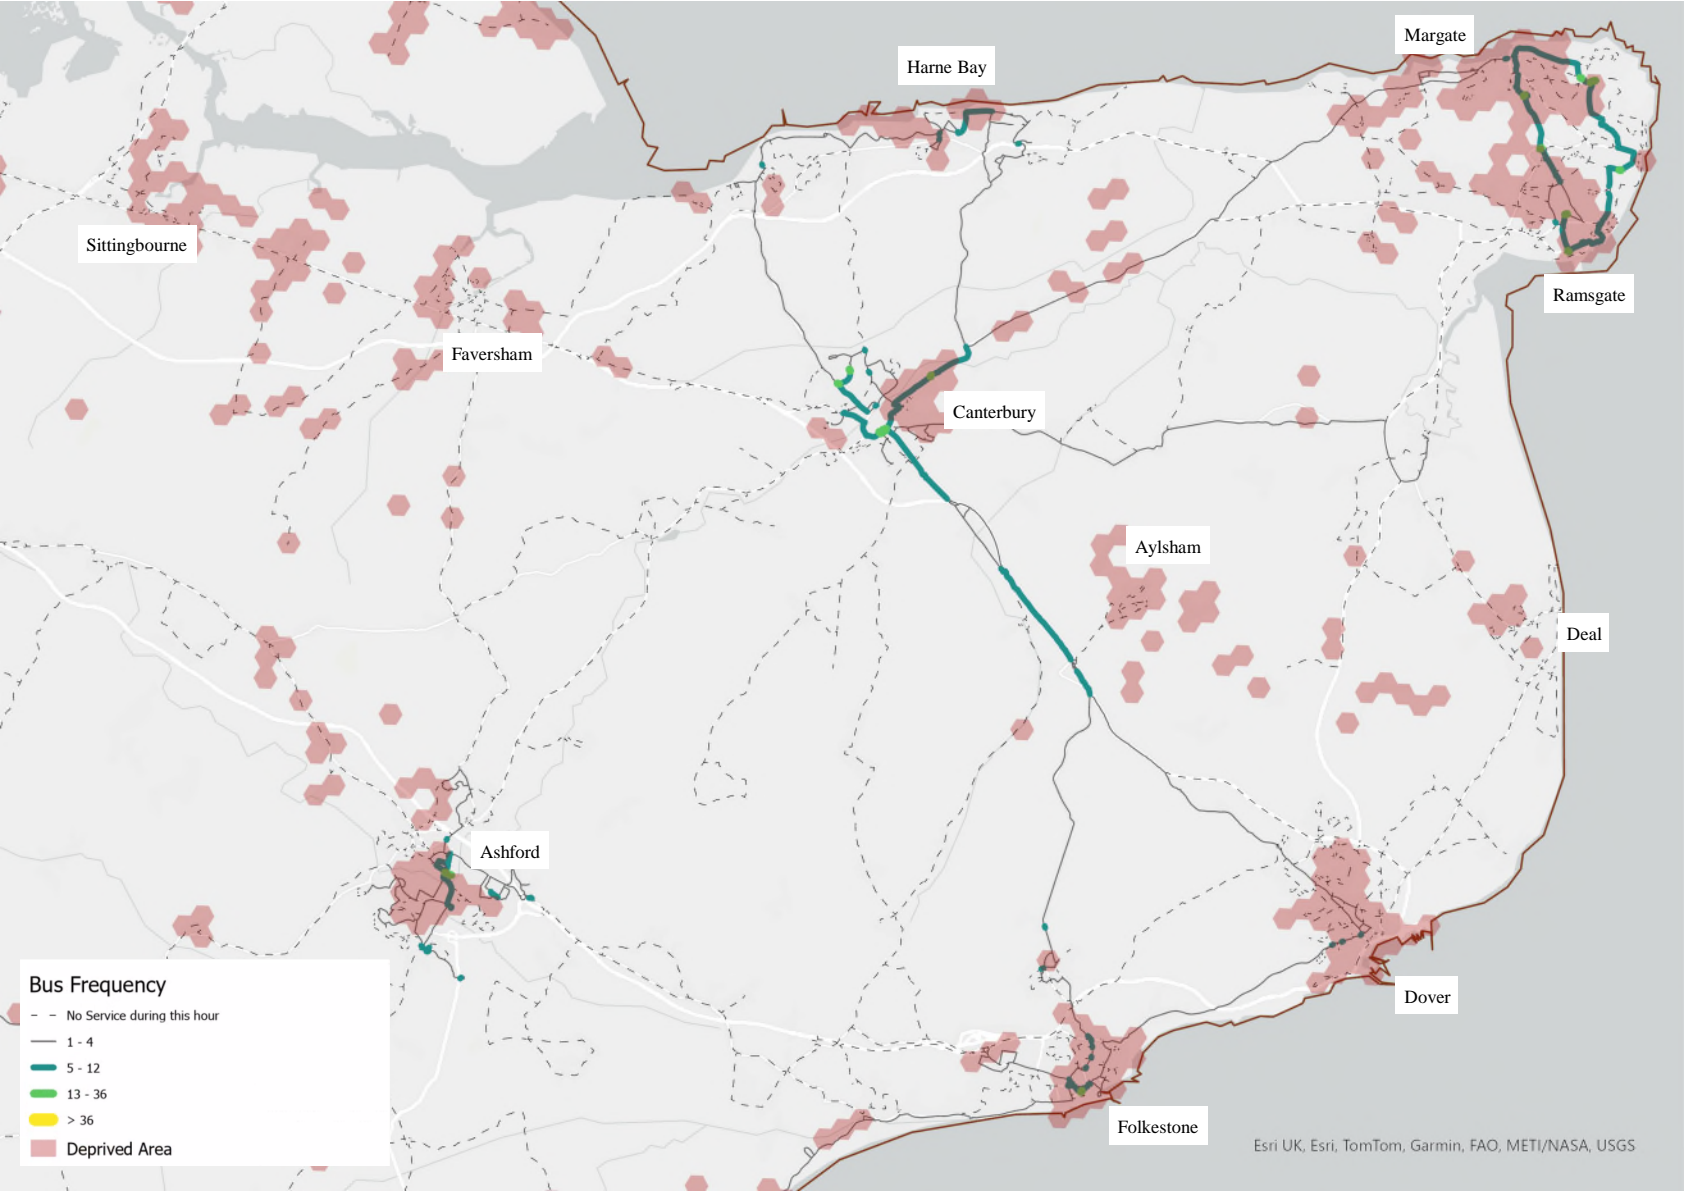 Margate
Harne Bay
Sittingbourne
Ramsgate
Faversham
Canterbury
Aylsham
Deal
Ashford
Bus Frequency
No Service during this hour
1 - 4
5 - 12
13 - 36
> 36
Deprived Area
Dover
Folkestone
Esri UK, Esri, TomTom, Garmin, FAO, METI/NASA, USGS